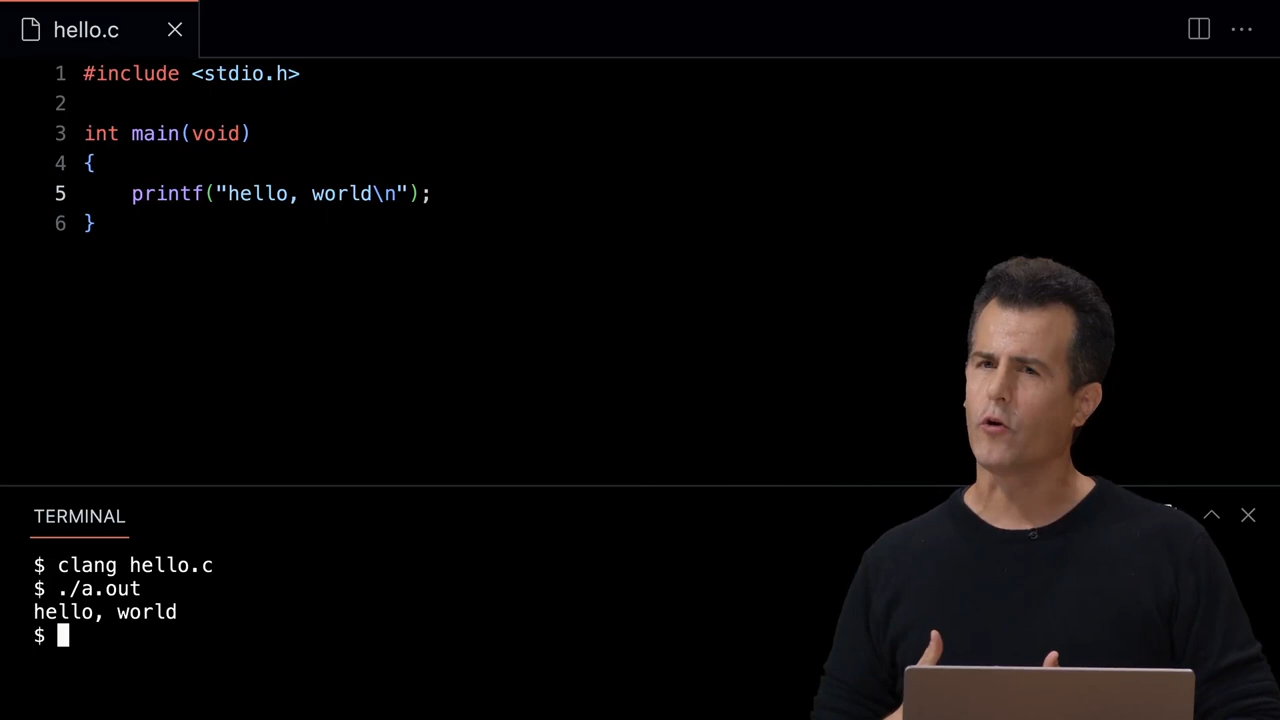 hello.c
1 #include <stdio.h>
2
3 int main(void)
4 {
5     printf("hello, world\n");
6 }
TERMINAL
$ clang hello.c
$ ./a.out
hello, world
$